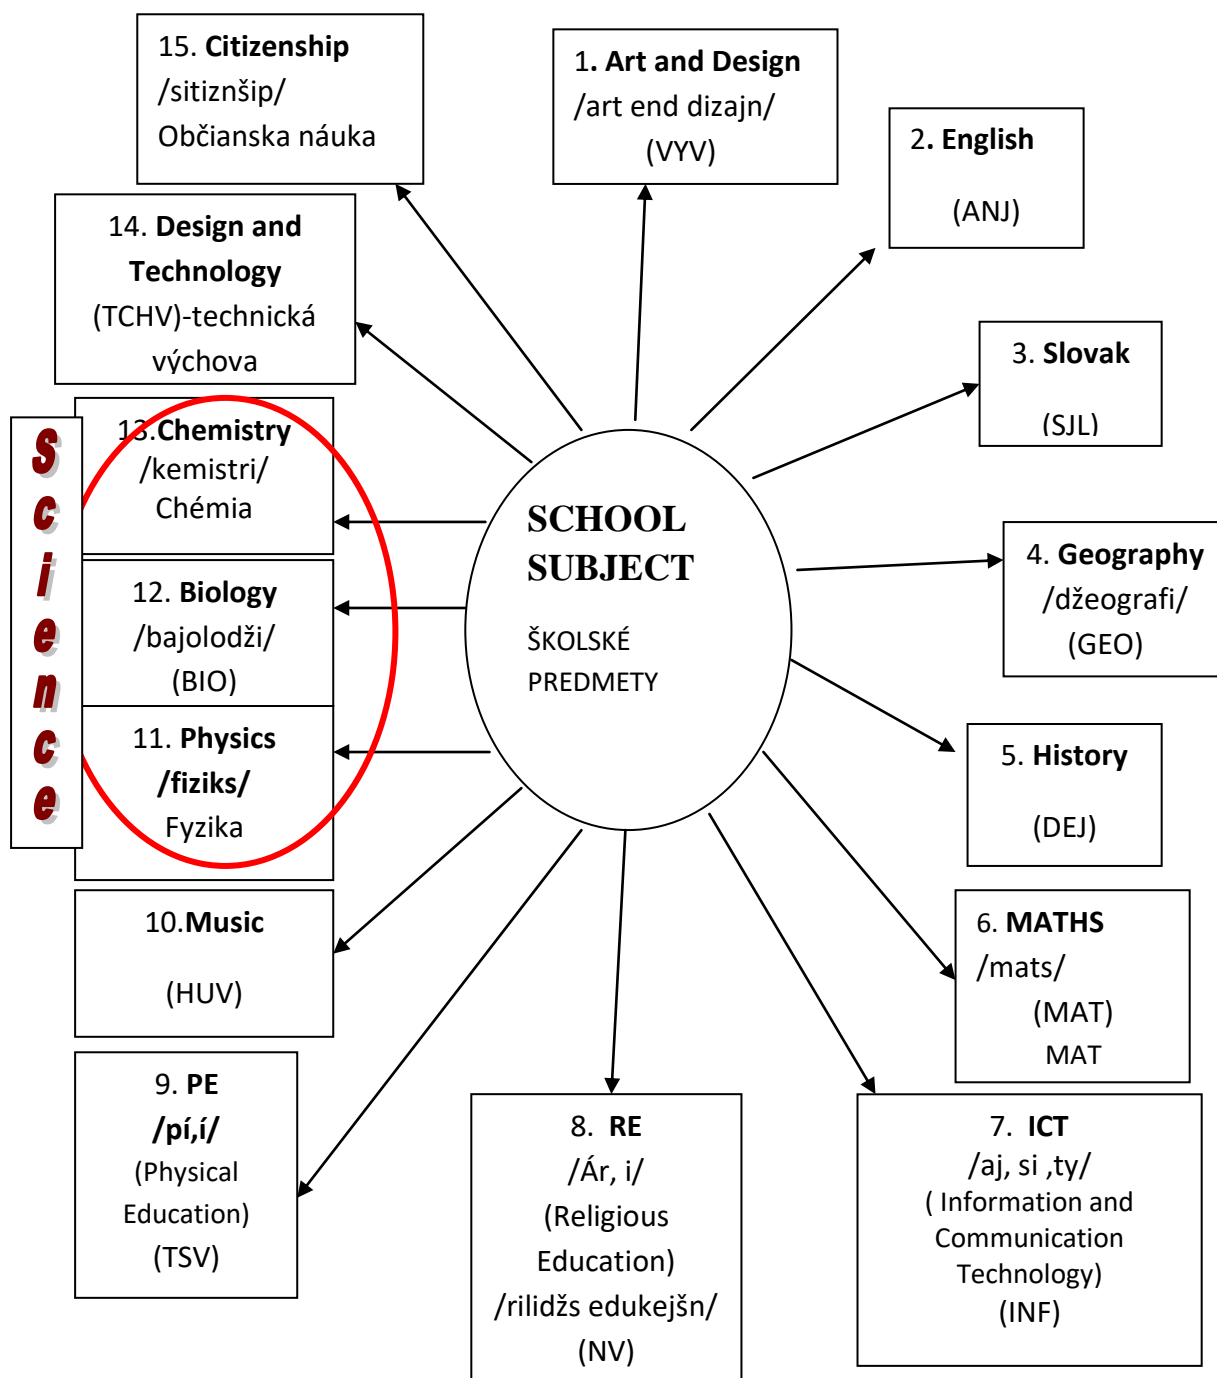 SCHOOL
SUBJECT
ŠKOLSKÉ
PREDMETY
1. Art and Design
/art end dizajn/
(VYV)
2. English
(ANJ)
3. Slovak
(SJL)
4. Geography
/džeografi/
(GEO)
5. History
(DEJ)
6. MATHS
/mats/
(MAT)
MAT
7. ICT
/aj, si ,ty/
( Information and
Communication
Technology)
(INF)
8. RE
/Ár, i/
(Religious
Education)
/rilidžs edukejšn/
(NV)
9. PE
/pí,í/
(Physical
Education)
(TSV)
10.Music
(HUV)
11. Physics
/fiziks/
Fyzika
12. Biology
/bajolodži/
(BIO)
13.Chemistry
/kemistri/
Chémia
Science
14. Design and
Technology
(TCHV)-technická
výchova
15. Citizenship
/sitiznšip/
Občianska náuka